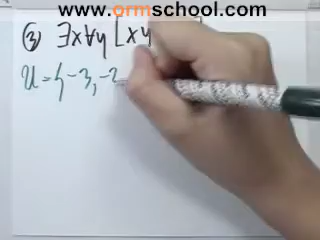 www.ormschool.com
③ ∃x∀y [xy
U = { -3, -2